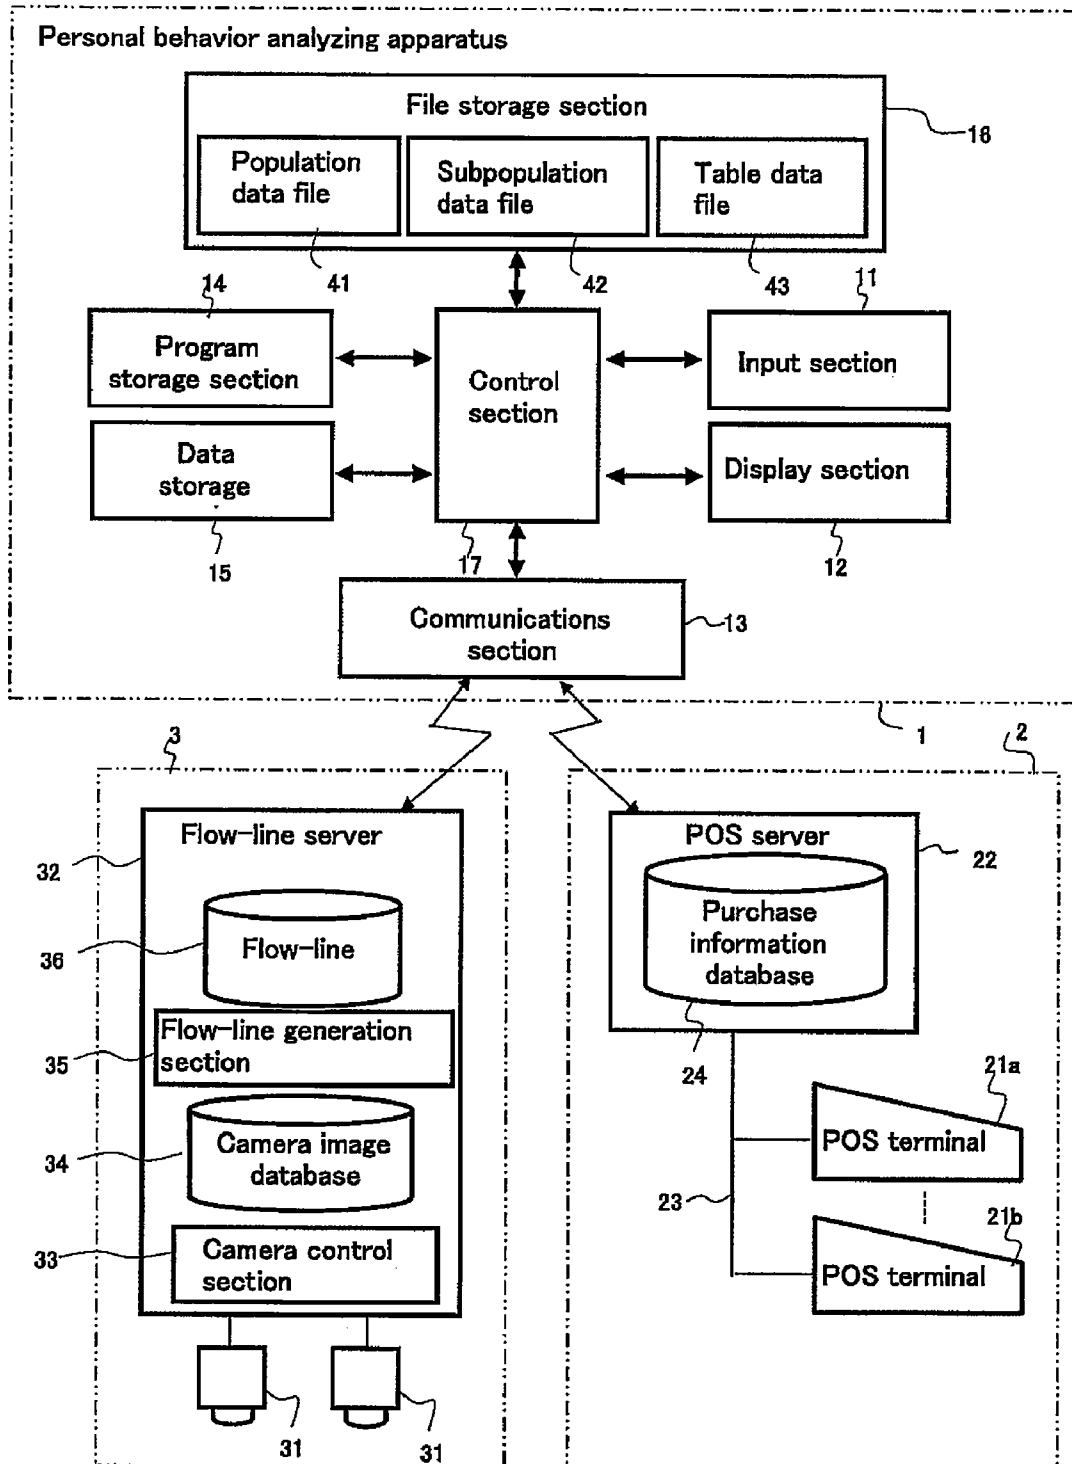 Personal behavior analyzing apparatus
File storage section
16
Population
data file
Subpopulation
data file
Table data
file
41
42
43
14
11
Program
storage section
Control
section
Input section
Data
storage
Display section
15
17
12
Communications
section
13
1
2
3
Flow-line server
32
36
Flow-line
Flow-line generation
section
35
Camera image
database
34
Camera control
section
33
31
31
POS server
22
Purchase
information
database
24
21a
POS terminal
23
21b
POS terminal